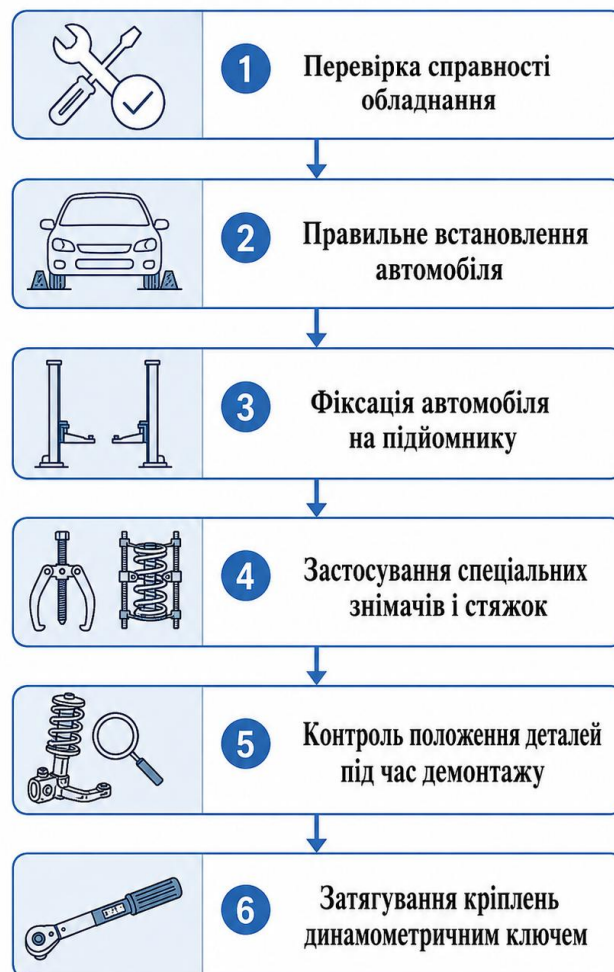 1
Перевірка справності
обладнання
2
Правильне встановлення
автомобіля
3
Фіксація автомобіля
на підйомнику
4
Застосування спеціальних
знімачів і стяжок
5
Контроль положення деталей
під час демонтажу
6
Затягування кріплень
динамометричним ключем